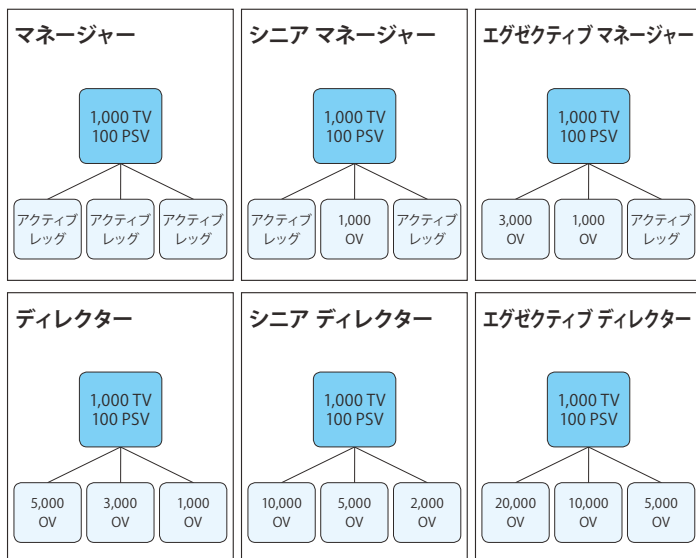 マネージャー
1,000 TV
100 PSV
アクティブ
レッグ
アクティブ
レッグ
アクティブ
レッグ
シニア マネージャー
1,000 TV
100 PSV
アクティブ
レッグ
1,000
OV
アクティブ
レッグ
エグゼクティブ マネージャー
1,000 TV
100 PSV
3,000
OV
1,000
OV
アクティブ
レッグ
ディレクター
1,000 TV
100 PSV
5,000
OV
3,000
OV
1,000
OV
シニア ディレクター
1,000 TV
100 PSV
10,000
OV
5,000
OV
2,000
OV
エグゼクティブ ディレクター
1,000 TV
100 PSV
20,000
OV
10,000
OV
5,000
OV